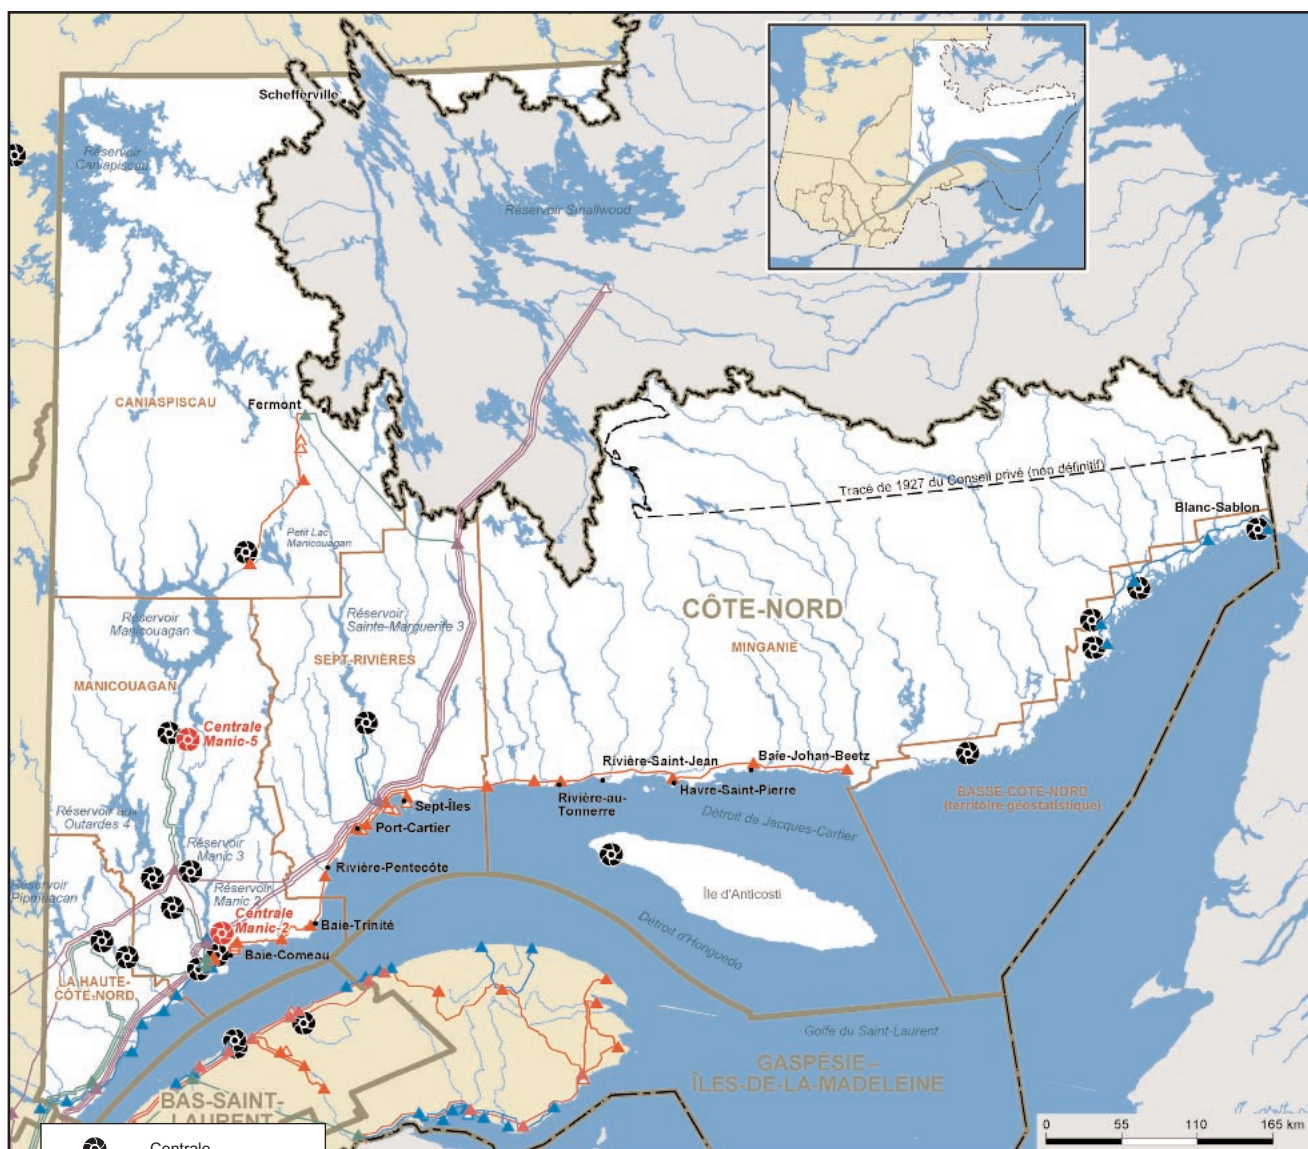 Schefferville
Réservoir
Caniapiscau
Réservoir Smallwood
CANIASPISCAU
Fermont
Tracé de 1927 du Conseil privé (non définitif)
Blanc-Sablon
Petit Lac
Manicouagan
Réservoir
Manicouagan
Réservoir
Sainte-Marguerite 3
CÔTE-NORD
MINGANIE
SEPT-RIVIÈRES
MANICOUAGAN
Centrale
Manic-5
Rivière-Saint-Jean
Baie-Johan-Beetz
Sept-Îles
Rivière-au-
Tonnerre
Havre-Saint-Pierre
BASSE-CÔTE-NORD
(territoire géostatistique)
Réservoir aux
Outardes 4
Port-Cartier
Détroit de Jacques-Cartier
Réservoir
Manic 3
Rivière-Pentecôte
Réservoir
Pipmuacan
Réservoir
Manic 2
Île d'Anticosti
Centrale
Manic-2
Baie-Trinité
Détroit d'Honguedo
Baie-Comeau
LA HAUTE-
CÔTE-NORD
Golfe du Saint-Laurent
GASPÉSIE–
ÎLES-DE-LA-MADELEINE
BAS-SAINT-
LAURENT
0 55 110 165 km
Centrale